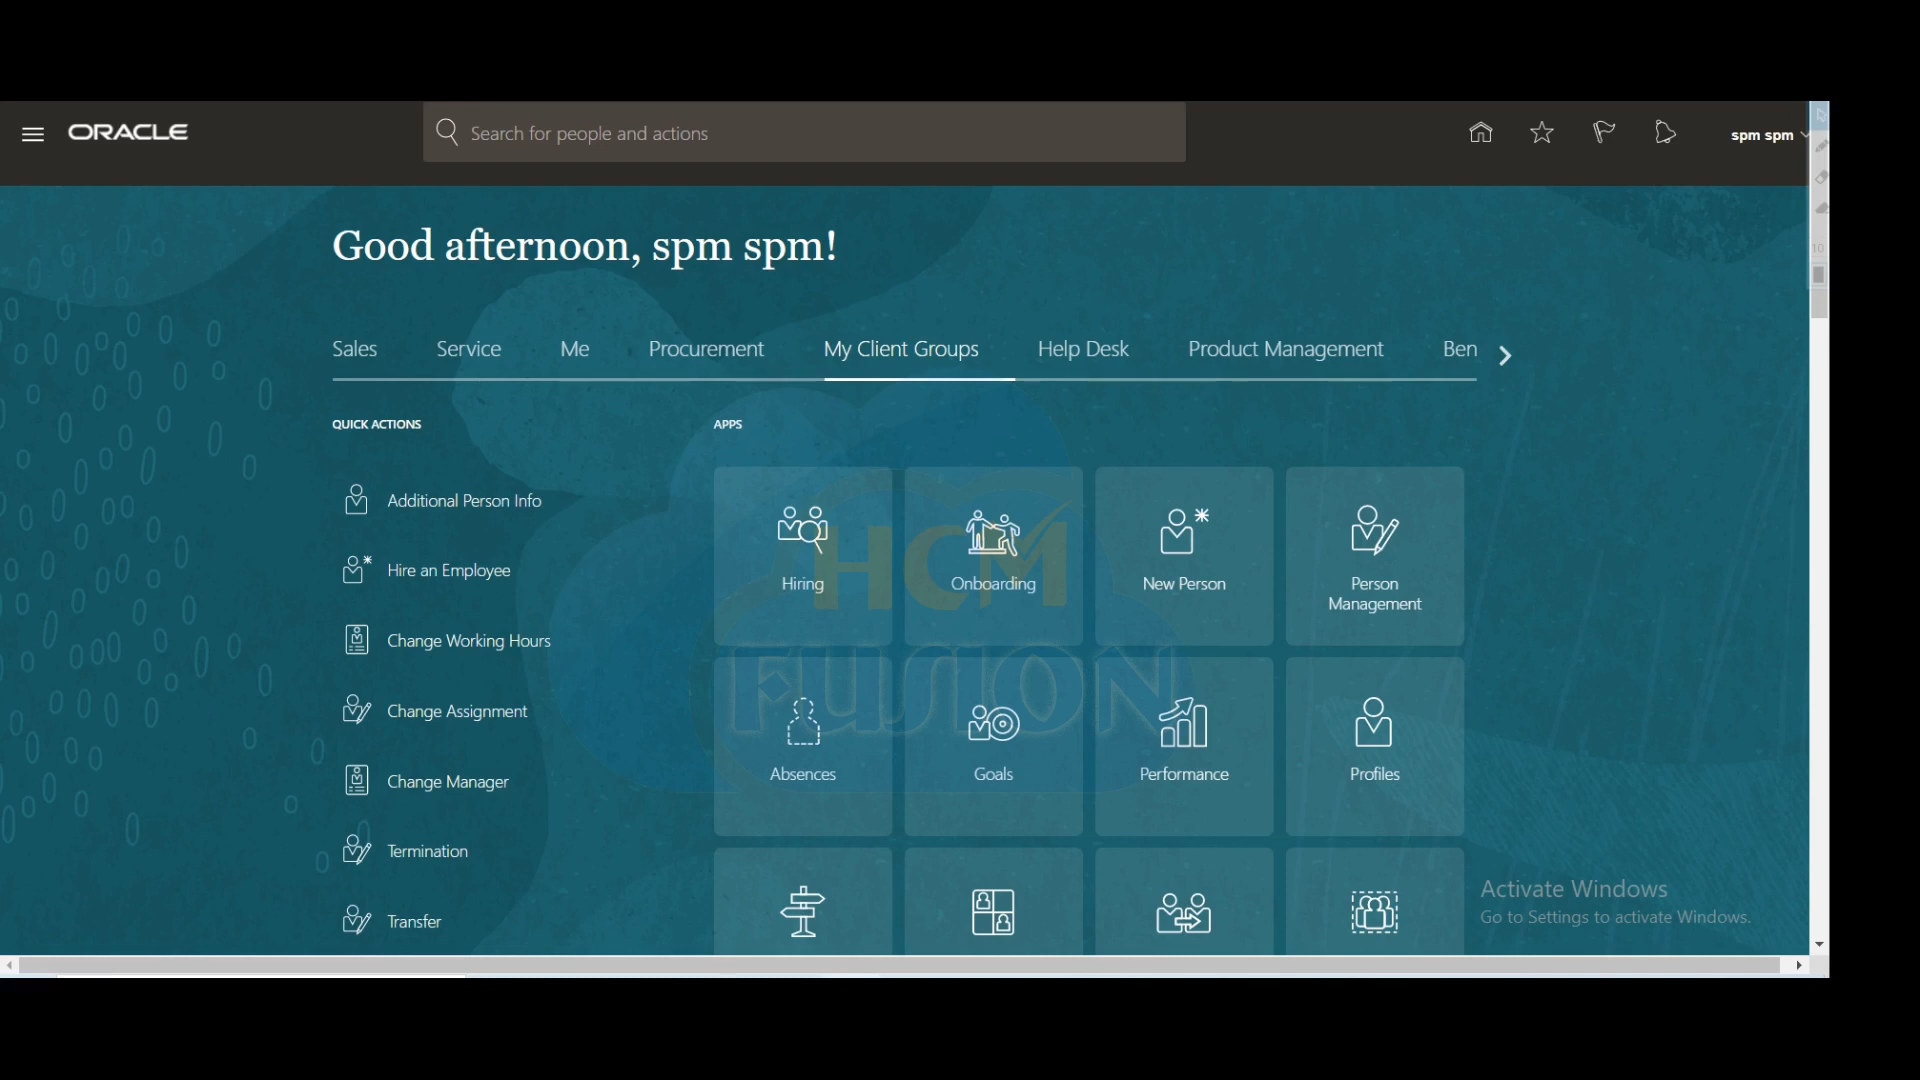 ORACLE
Search for people and actions
spm spm
Good afternoon, spm spm!
Sales Service Me Procurement My Client Groups Help Desk Product Management Ben
QUICK ACTIONS
APPS
Additional Person Info
Hire an Employee
Change Working Hours
Change Assignment
Change Manager
Termination
Transfer
Hiring
Onboarding
New Person
Person
Management
Absences
Goals
Performance
Profiles
HCM
FUSION
Activate Windows
Go to Settings to activate Windows.
10